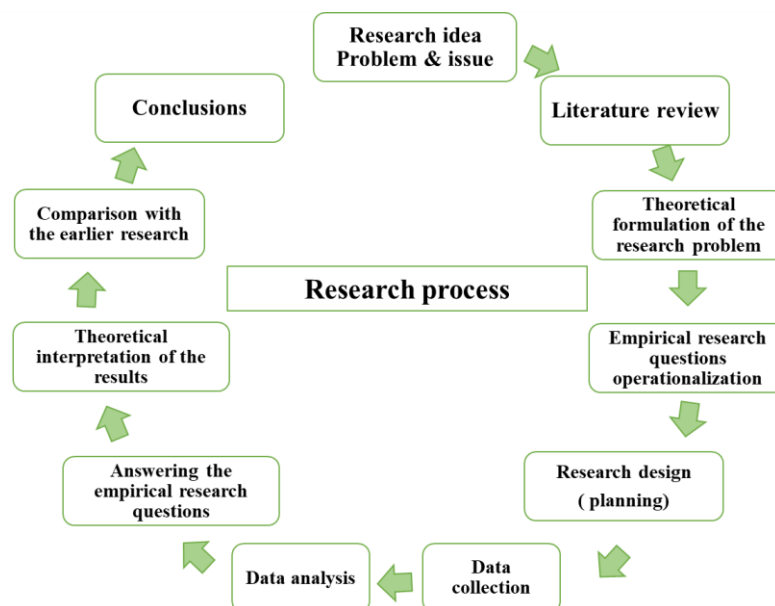 Research idea
Problem & issue
Literature review
Theoretical
formulation of the
research problem
Empirical research
questions
operionalization
Research design
( planning)
Data
collection
Data analysis
Answering the
empirical research
questions
Theoretical
interpretation of the
results
Comparison with
the earlier research
Conclusions
Research process